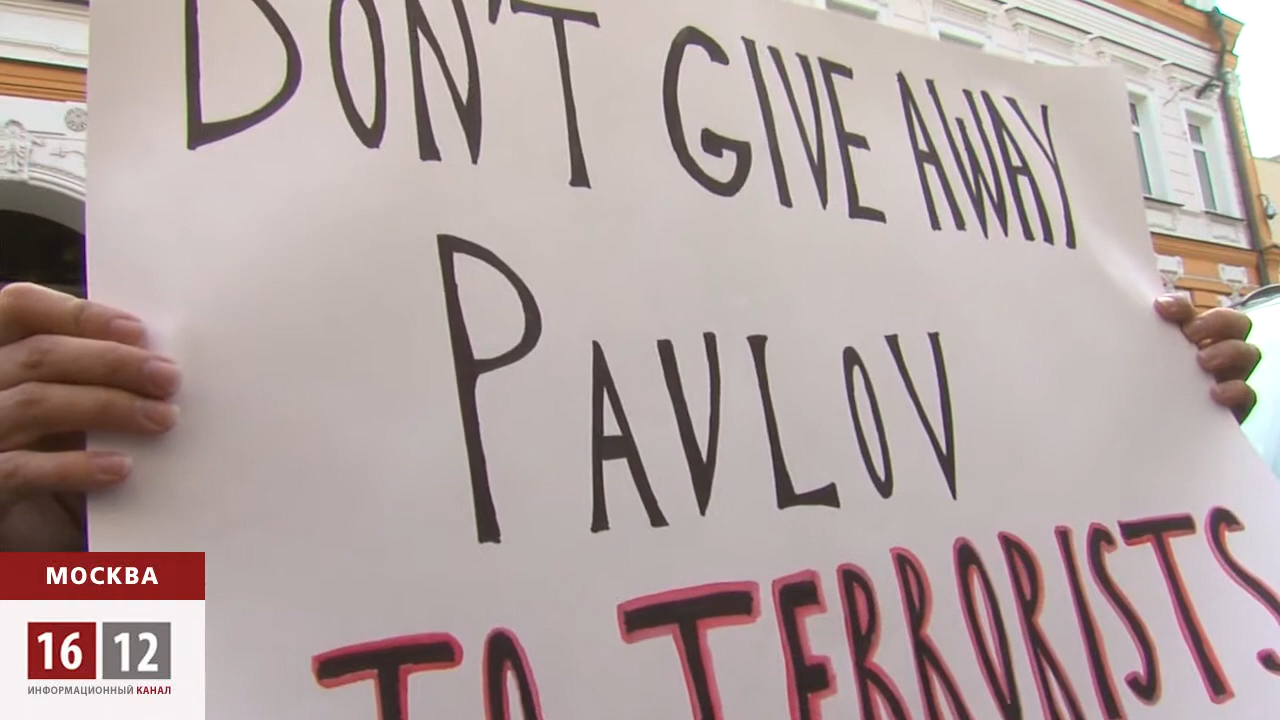 DON'T GIVE AWAY
PAVLOV
TO TERRORISTS
МОСКВА
16 12
ИНФОРМАЦИОННЫЙ КАНАЛ